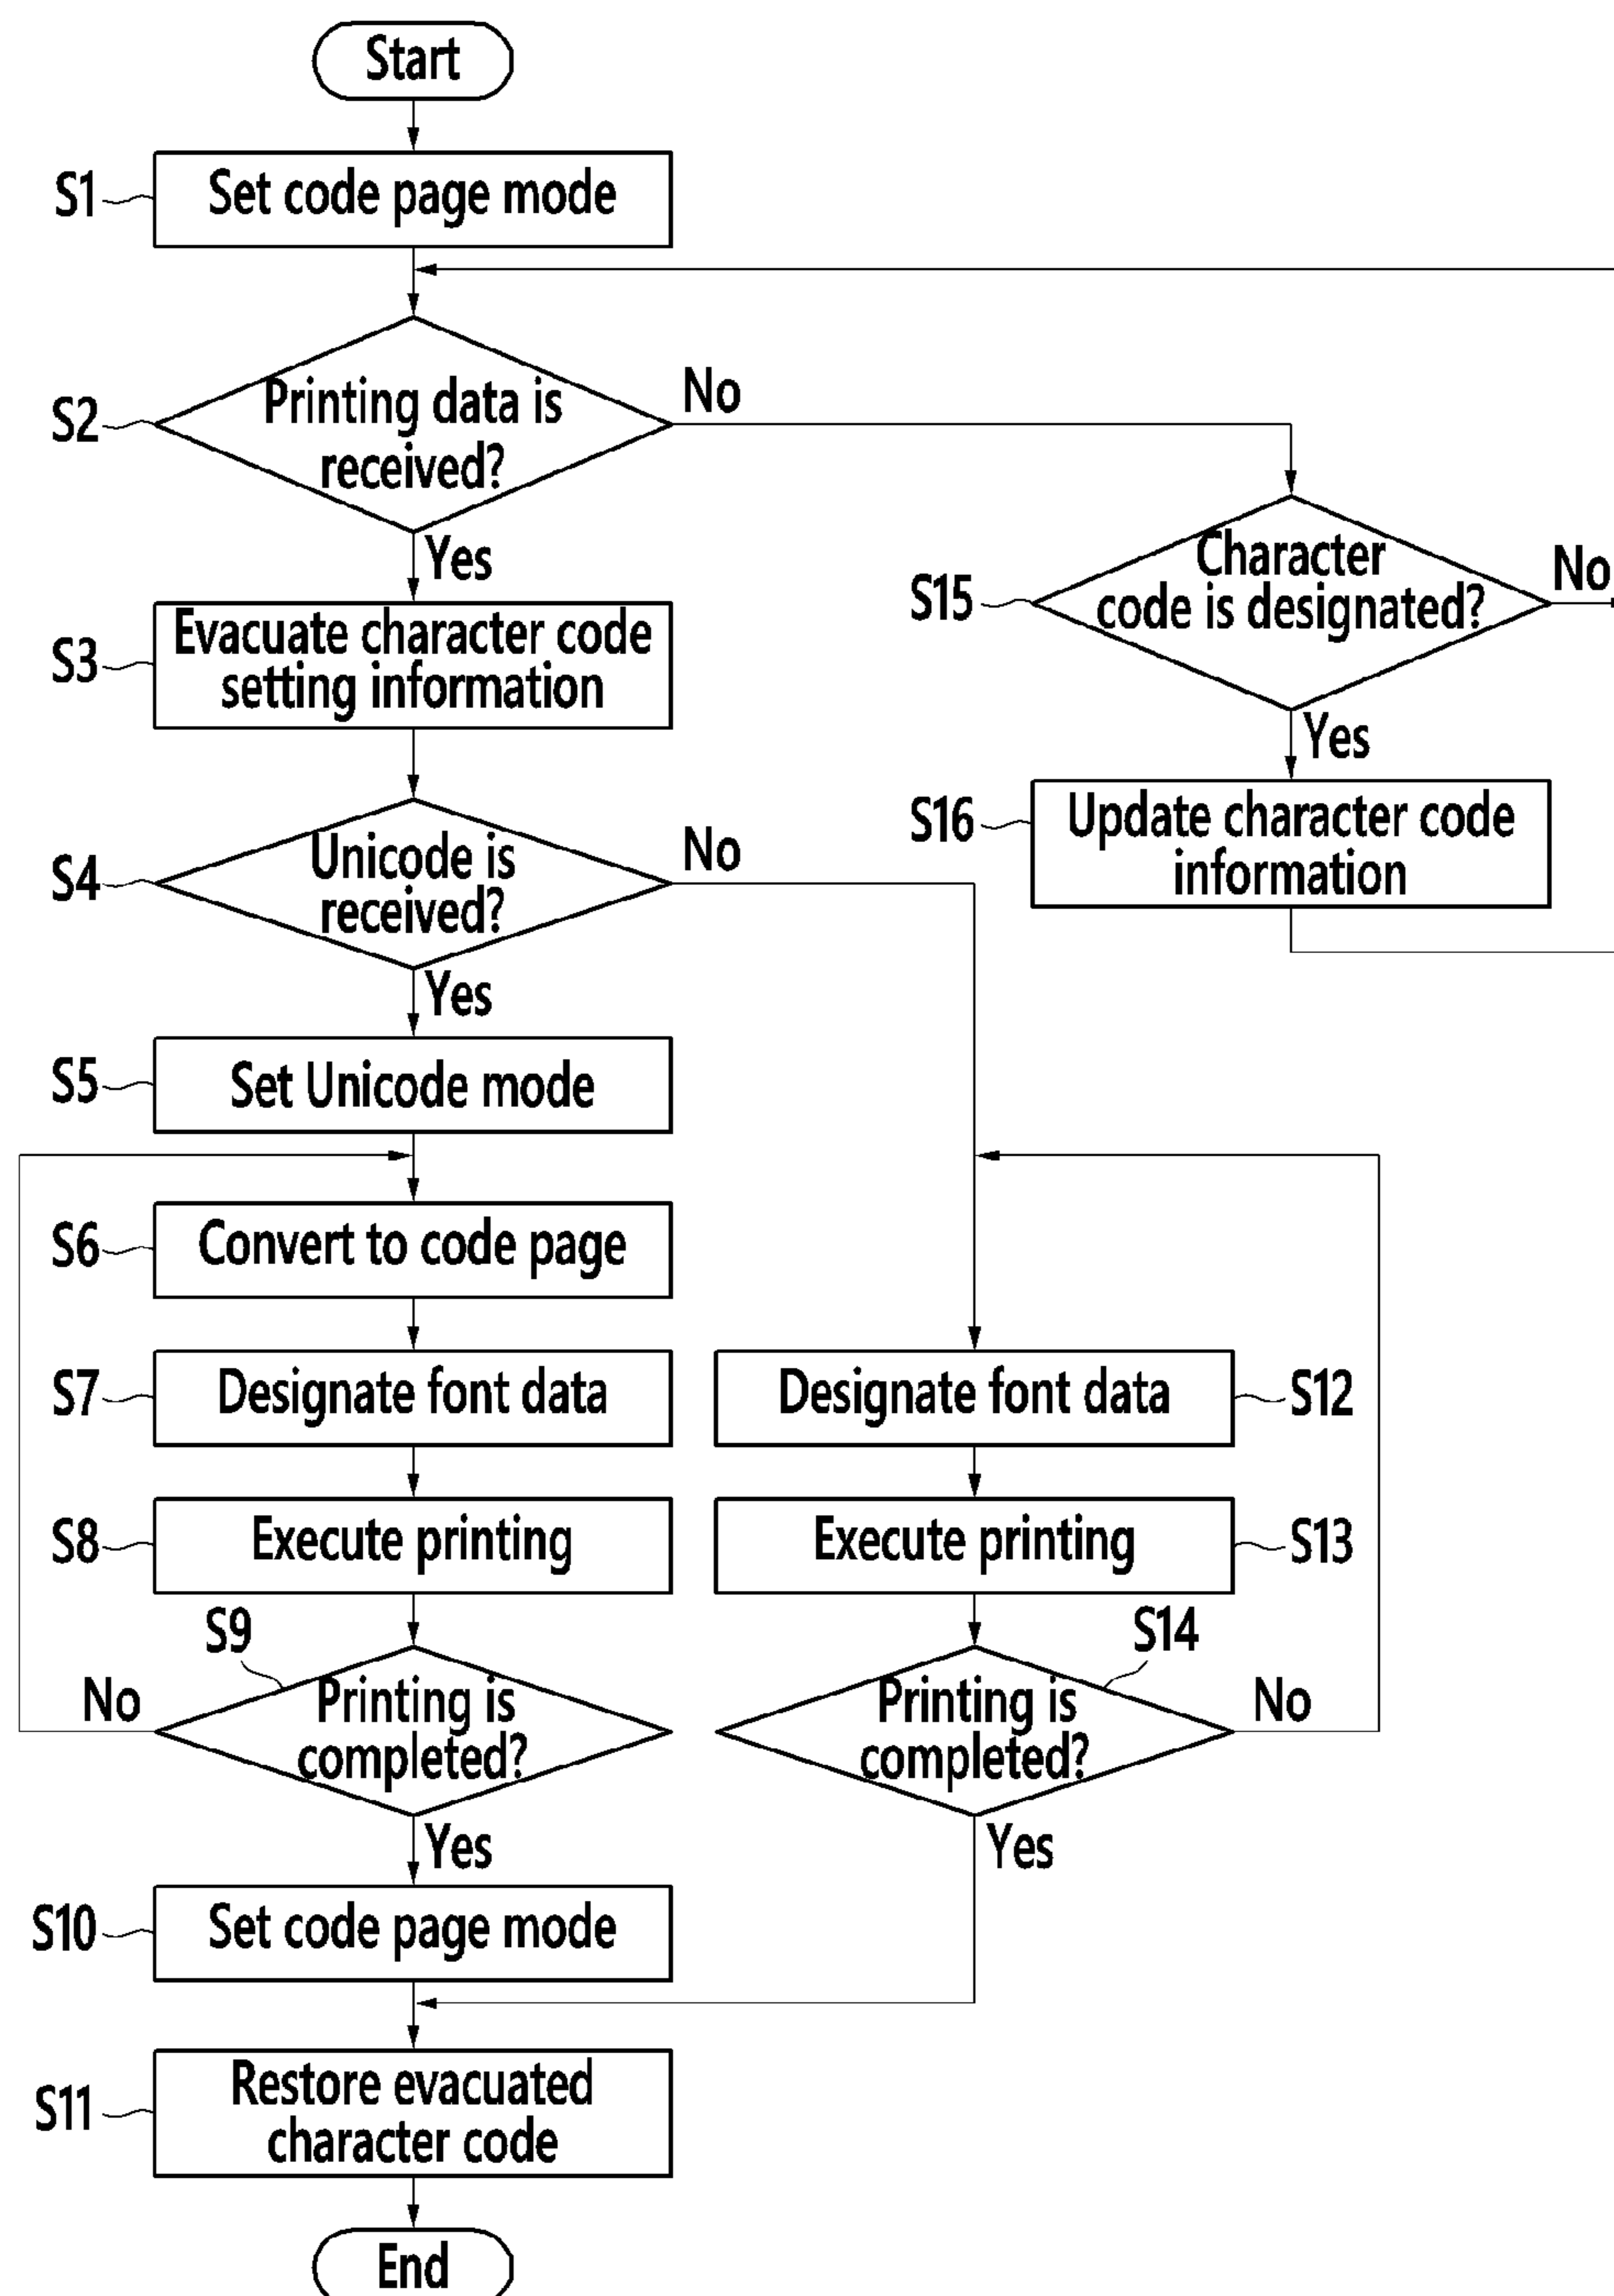 Start
S1
Set code page mode
S2
Printing data is
received?
No
Yes
S3
Evacuate character code
setting information
S15
Character
code is designated?
No
Yes
S16
Update character code
information
S4
Unicode is
received?
No
Yes
S5
Set Unicode mode
S6
Convert to code page
S7
Designate font data
Designate font data
S12
S8
Execute printing
Execute printing
S13
S9
Printing is
completed?
No
Yes
S14
Printing is
completed?
No
Yes
S10
Set code page mode
S11
Restore evacuated
character code
End